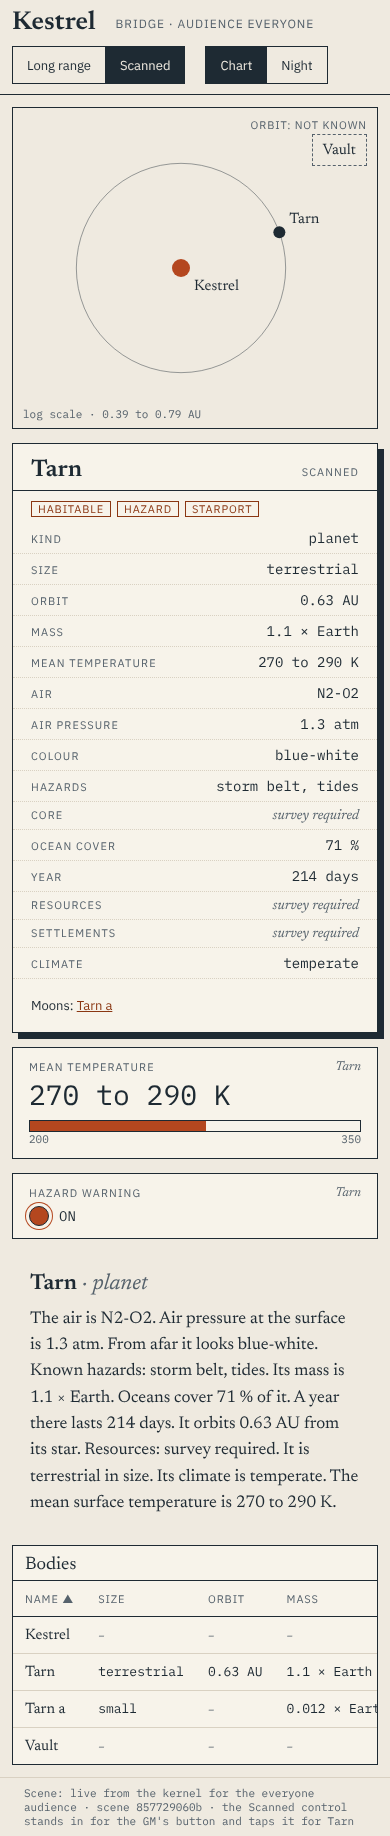 Kestrel BRIDGE · AUDIENCE EVERYONE
Long range Scanned Chart Night
ORBIT: NOT KNOWN
Vault
Tarn
Kestrel
log scale · 0.39 to 0.79 AU
Tarn SCANNED
HABITABLE HAZARD STARPORT
KIND planet
SIZE terrestrial
ORBIT 0.63 AU
MASS 1.1 × Earth
MEAN TEMPERATURE 270 to 290 K
AIR N2-O2
AIR PRESSURE 1.3 atm
COLOUR blue-white
HAZARDS storm belt, tides
CORE survey required
OCEAN COVER 71 %
YEAR 214 days
RESOURCES survey required
SETTLEMENTS survey required
CLIMATE temperate
Moons: Tarn a
MEAN TEMPERATURE Tarn
270 to 290 K
200 350
HAZARD WARNING Tarn
ON
Tarn · planet
The air is N2-O2. Air pressure at the surface
is 1.3 atm. From afar it looks blue-white.
Known hazards: storm belt, tides. Its mass is
1.1 × Earth. Oceans cover 71 % of it. A year
there lasts 214 days. It orbits 0.63 AU from
its star. Resources: survey required. It is
terrestrial in size. Its climate is temperate. The
mean surface temperature is 270 to 290 K.
Bodies
NAME ▲ SIZE ORBIT MASS
Kestrel – – –
Tarn terrestrial 0.63 AU 1.1 × Earth
Tarn a small – 0.012 × Eart
Vault – – –
Scene: live from the kernel for the everyone
audience · scene 857729060b · the Scanned control
stands in for the GM's button and taps it for Tarn